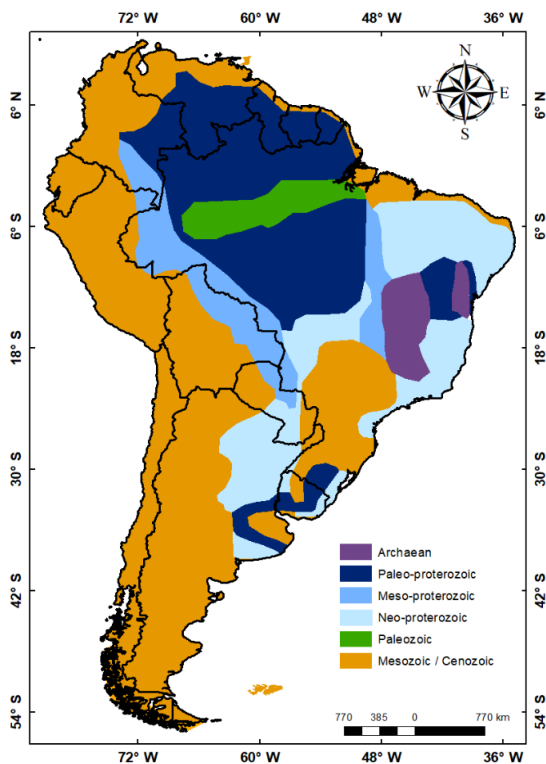 72° W 60° W 48° W 36° W
N
W E
S
6° N
6° S
18° S
30° S
42° S
54° S
Archaean
Paleo-proterozoic
Meso-proterozoic
Neo-proterozoic
Paleozoic
Mesozoic / Cenozoic
770 385 0 770 km
6° N
6° S
18° S
30° S
42° S
54° S
72° W 60° W 48° W 36° W